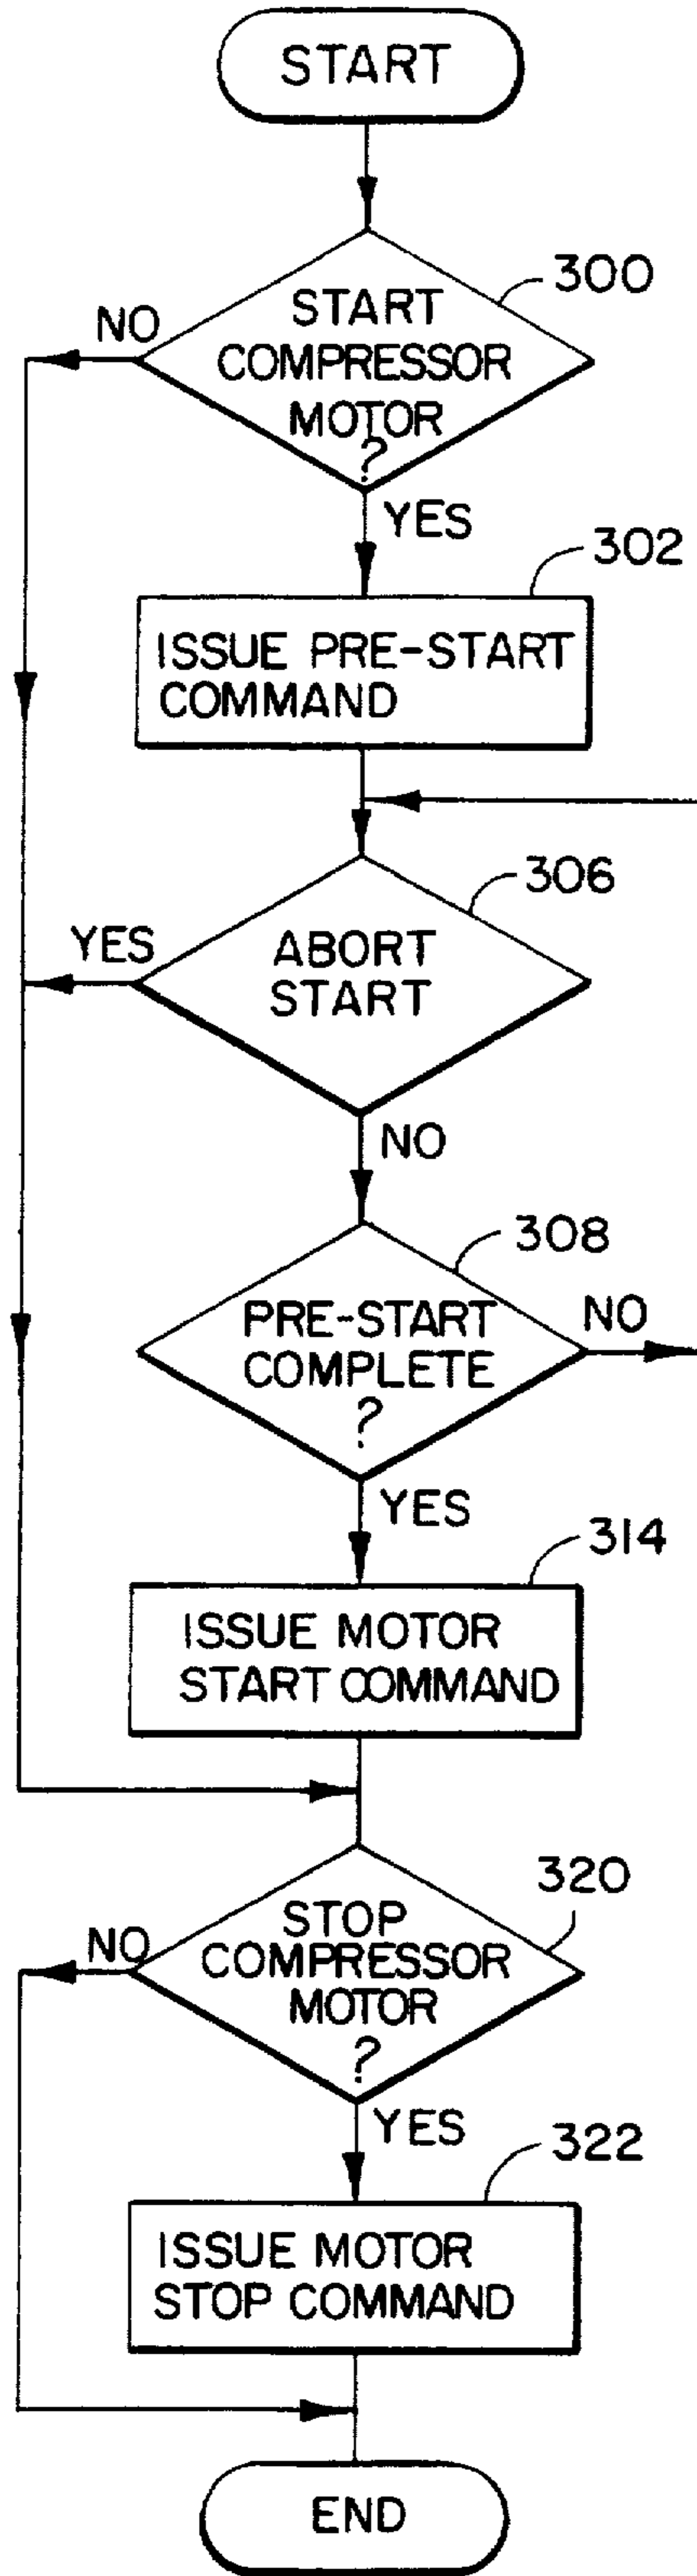 START
300
NO
START
COMPRESSOR
MOTOR
?
YES
302
ISSUE PRE-START
COMMAND
306
YES
ABORT
START
NO
308
PRE-START
COMPLETE
?
NO
YES
314
ISSUE MOTOR
START COMMAND
320
NO
STOP
COMPRESSOR
MOTOR
?
YES
322
ISSUE MOTOR
STOP COMMAND
END